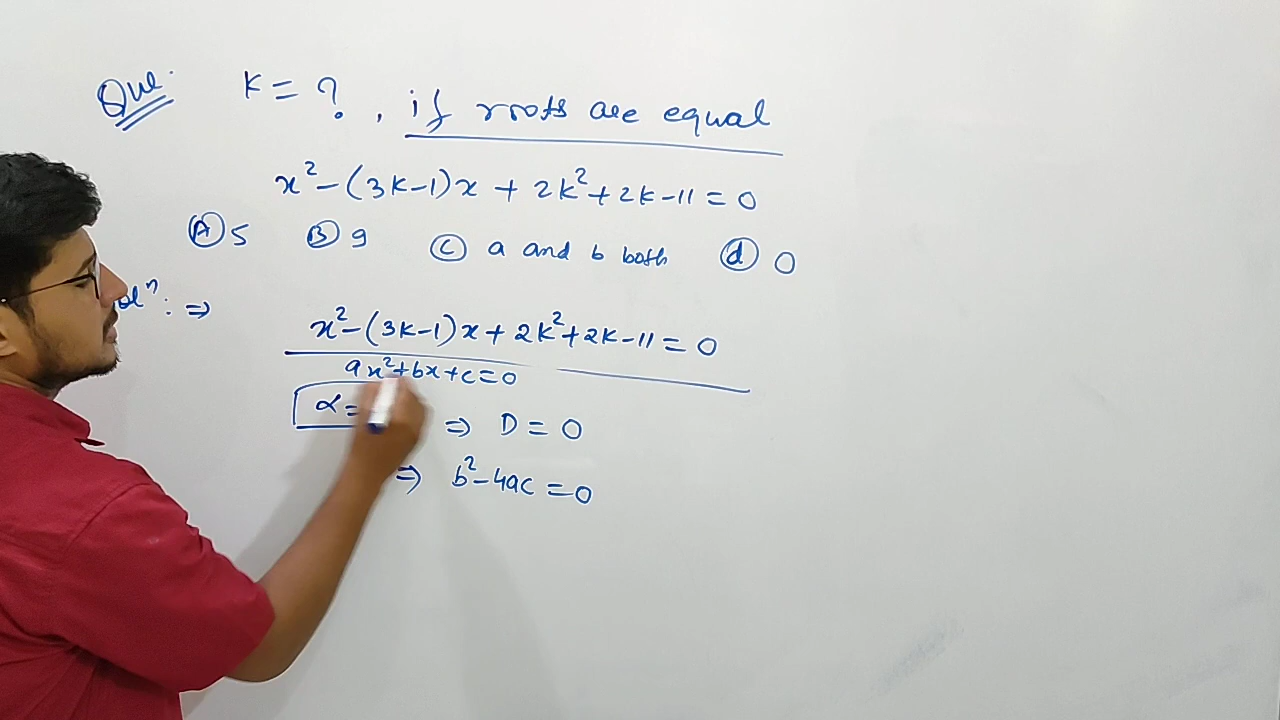 Que. K = ? , if roots are equal
x² - (3K-1)x + 2K² + 2K - 11 = 0
(A) 5 (B) 9 (C) a and b both (d) 0
: ⇒ x² - (3K-1)x + 2K² + 2K - 11 = 0
ax² + bx + c = 0
α = ⇒ D = 0
⇒ b² - 4ac = 0